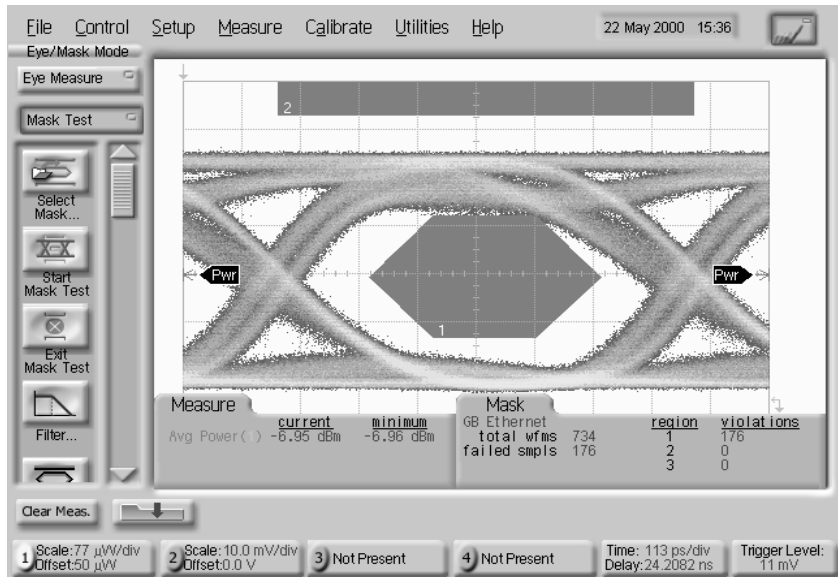 File Control Setup Measure Calibrate Utilities Help 22 May 2000 15:36
Eye/Mask Mode
Eye Measure
Mask Test
Select
Mask...
Start
Mask Test
Exit
Mask Test
Filter...
2
Pwr Pwr
1
Measure
current minimum
Avg Power( ) -6.95 dBm -6.96 dBm
Mask
GB Ethernet region violations
total wfms 734 1 176
failed smpls 176 2 0
3 0
Clear Meas.
1 Scale:77 µW/div
Offset:50 µW
2 Scale:10.0 mV/div
Offset:0.0 V
3 Not Present
4 Not Present
Time: 113 ps/div
Delay:24.2082 ns
Trigger Level:
11 mV